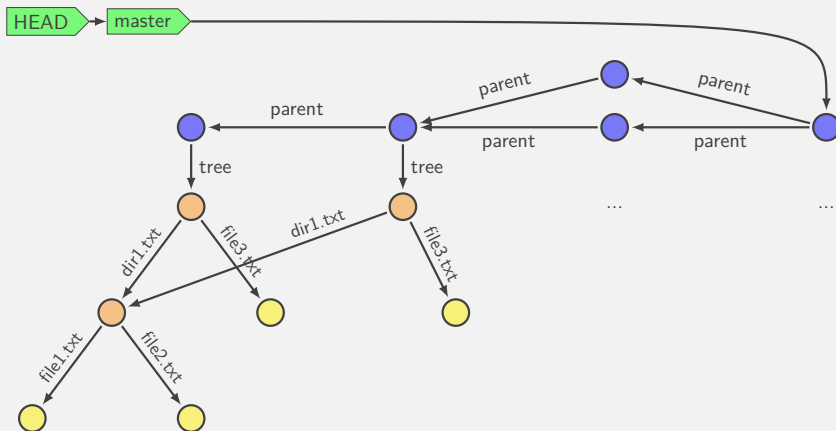 HEAD
master
parent
parent
parent
parent
parent
tree
tree
...
...
dir1.txt
file3.txt
dir1.txt
file3.txt
file1.txt
file2.txt